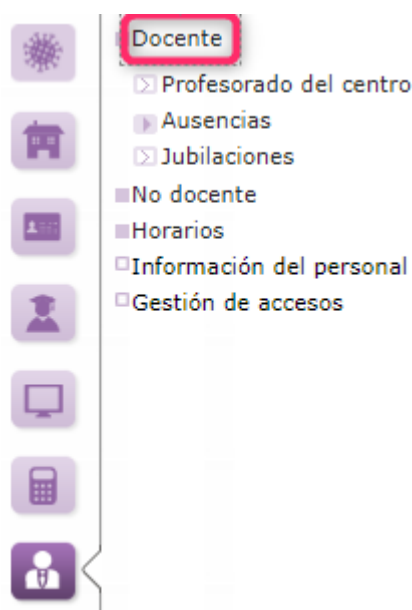 Docente
Profesorado del centro
Ausencias
Jubilaciones
No docente
Horarios
Información del personal
Gestión de accesos